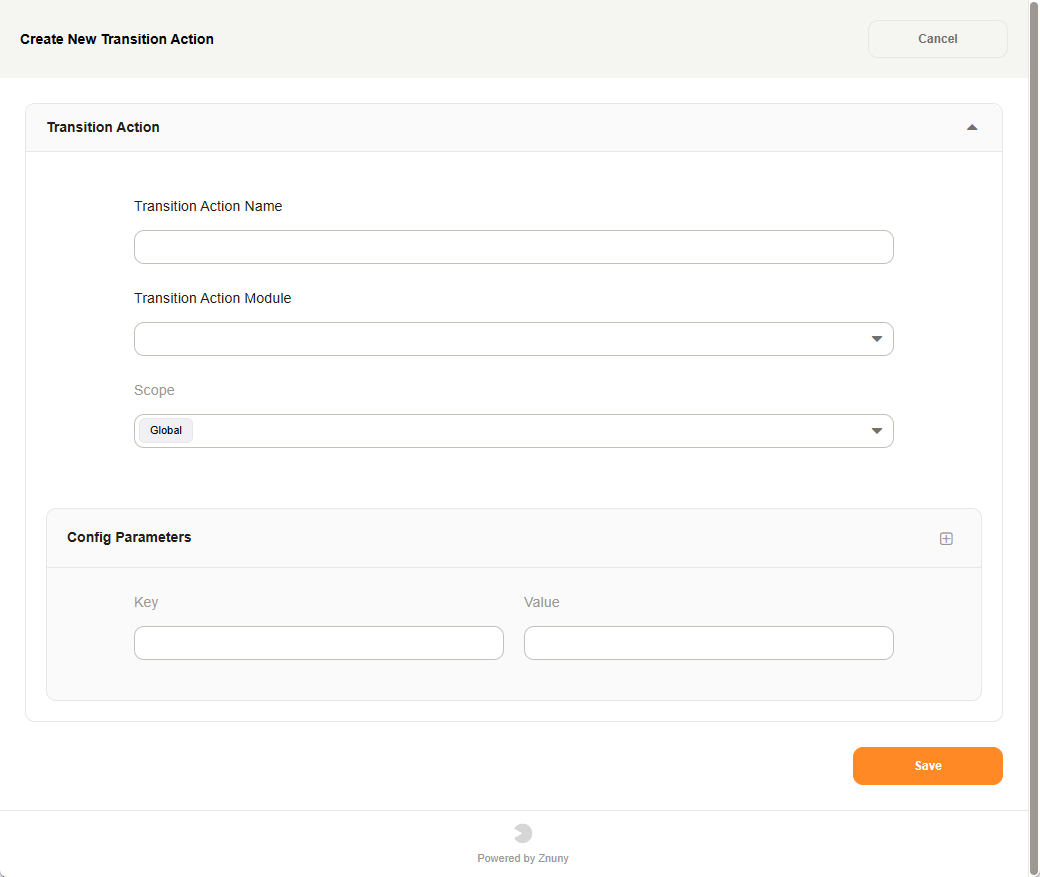 Create New Transition Action
Cancel
Transition Action
Transition Action Name
Transition Action Module
Scope
Global
Config Parameters
Key Value
Save
Powered by Znuny